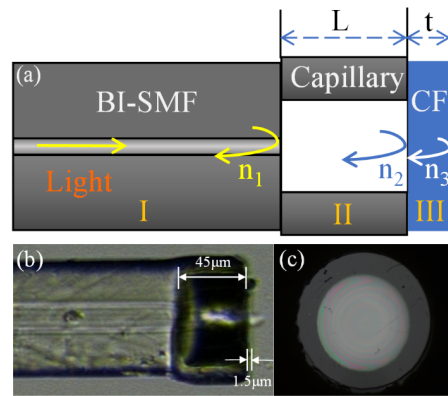 L
t
(a)
BI-SMF
Capillary
CF
Light
n1
n2
n3
I
II
III
(b)
45μm
1.5μm
(c)